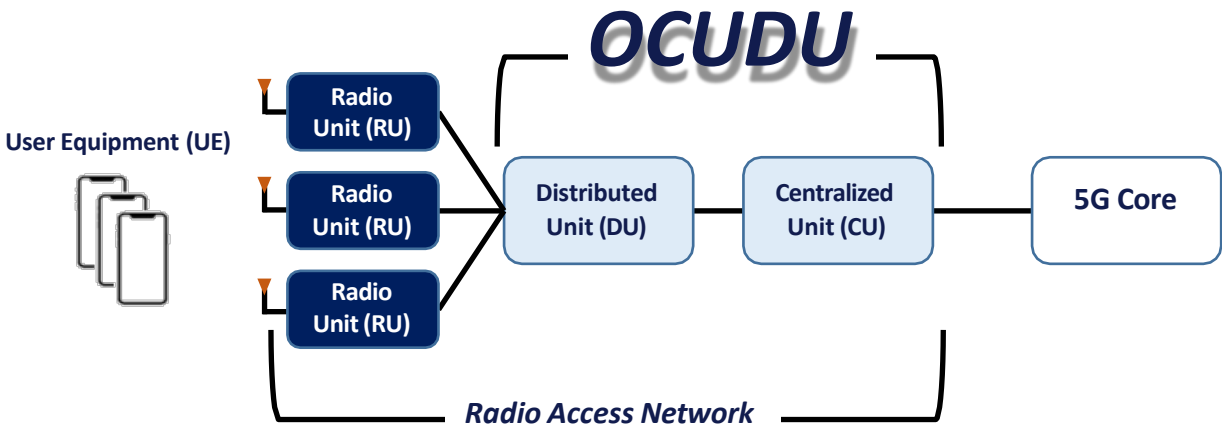 OCUDU
User Equipment (UE)
Radio
Unit (RU)
Radio
Unit (RU)
Radio
Unit (RU)
Distributed
Unit (DU)
Centralized
Unit (CU)
5G Core
Radio Access Network